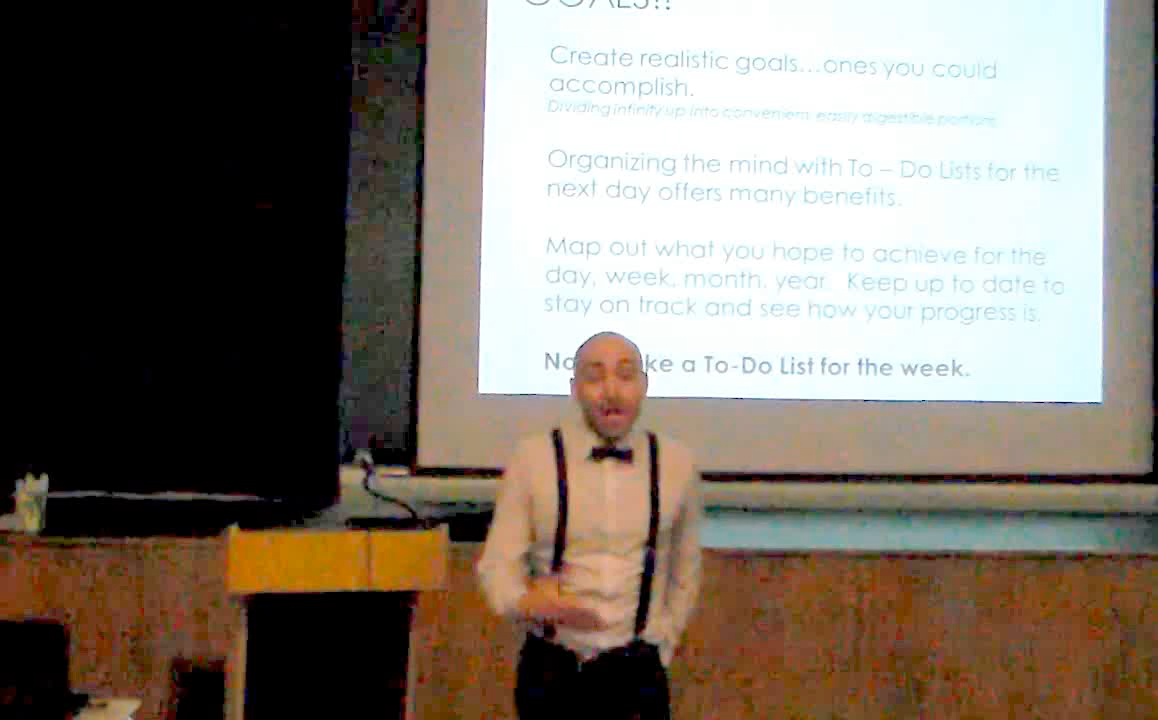 GOALS!!
Create realistic goals...ones you could
accomplish.
Dividing infinity up into convenient, easily digestible portions.
Organizing the mind with To – Do Lists for the
next day offers many benefits.
Map out what you hope to achieve for the
day, week, month, year. Keep up to date to
stay on track and see how your progress is.
a To-Do List for the week.